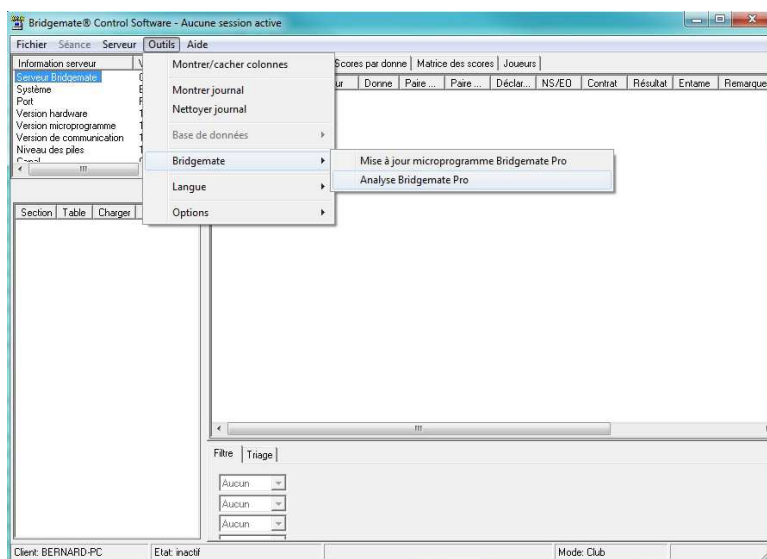 Bridgemate® Control Software - Aucune session active
Fichier Séance Serveur Outils Aide
Information serveur
Serveur Bridgemate
Système
Port
Version hardware
Version microprogramme
Version de communication
Niveau des piles
Montrer/cacher colonnes
Montrer journal
Nettoyer journal
Base de données
Bridgemate
Langue
Options
Mise à jour microprogramme Bridgemate Pro
Analyse Bridgemate Pro
Scores par donne Matrice des scores Joueurs
Donne Paire ... Paire ... Déclar... NS/EO Contrat Résultat Entame Remarque
Section Table Charger
Filtre Triage
Aucun
Aucun
Aucun
Client: BERNARD-PC Etat: inactif Mode: Club